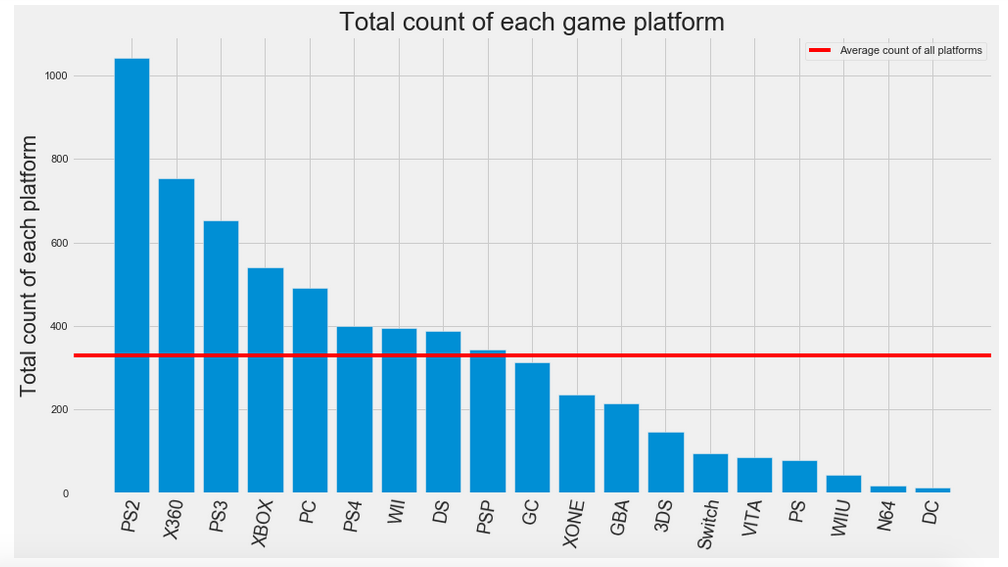 Total count of each game platform
Average count of all platforms
Total count of each platform
1000
800
600
400
200
0
PS2
X360
PS3
XBOX
PC
PS4
WII
DS
PSP
GC
XONE
GBA
3DS
Switch
VITA
PS
WIIU
N64
DC